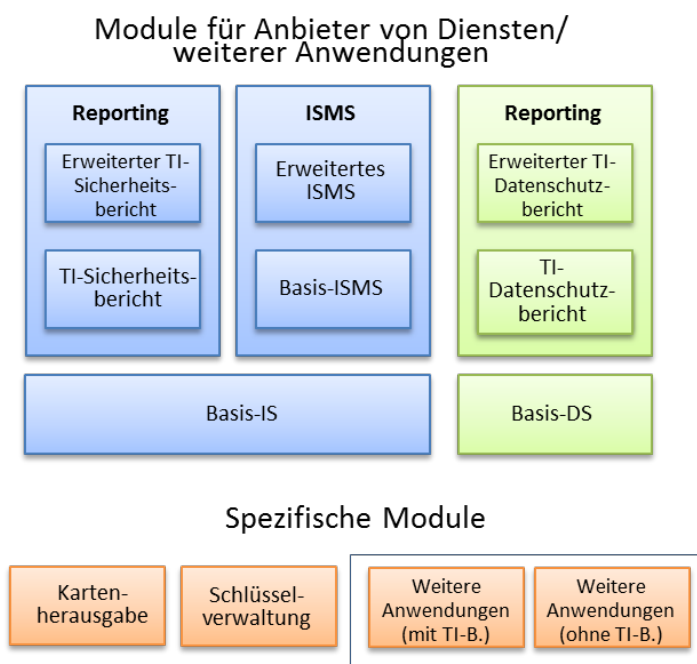 Module für Anbieter von Diensten/
weiterer Anwendungen
Reporting
Erweiterter TI-
Sicherheits-
bericht
TI-Sicherheits-
bericht
ISMS
Erweitertes
ISMS
Basis-ISMS
Reporting
Erweiterter TI-
Datenschutz-
bericht
TI-
Datenschutz-
bericht
Basis-IS
Basis-DS
Spezifische Module
Karten-
herausgabe
Schlüssel-
verwaltung
Weitere
Anwendungen
(mit TI-B.)
Weitere
Anwendungen
(ohne TI-B.)